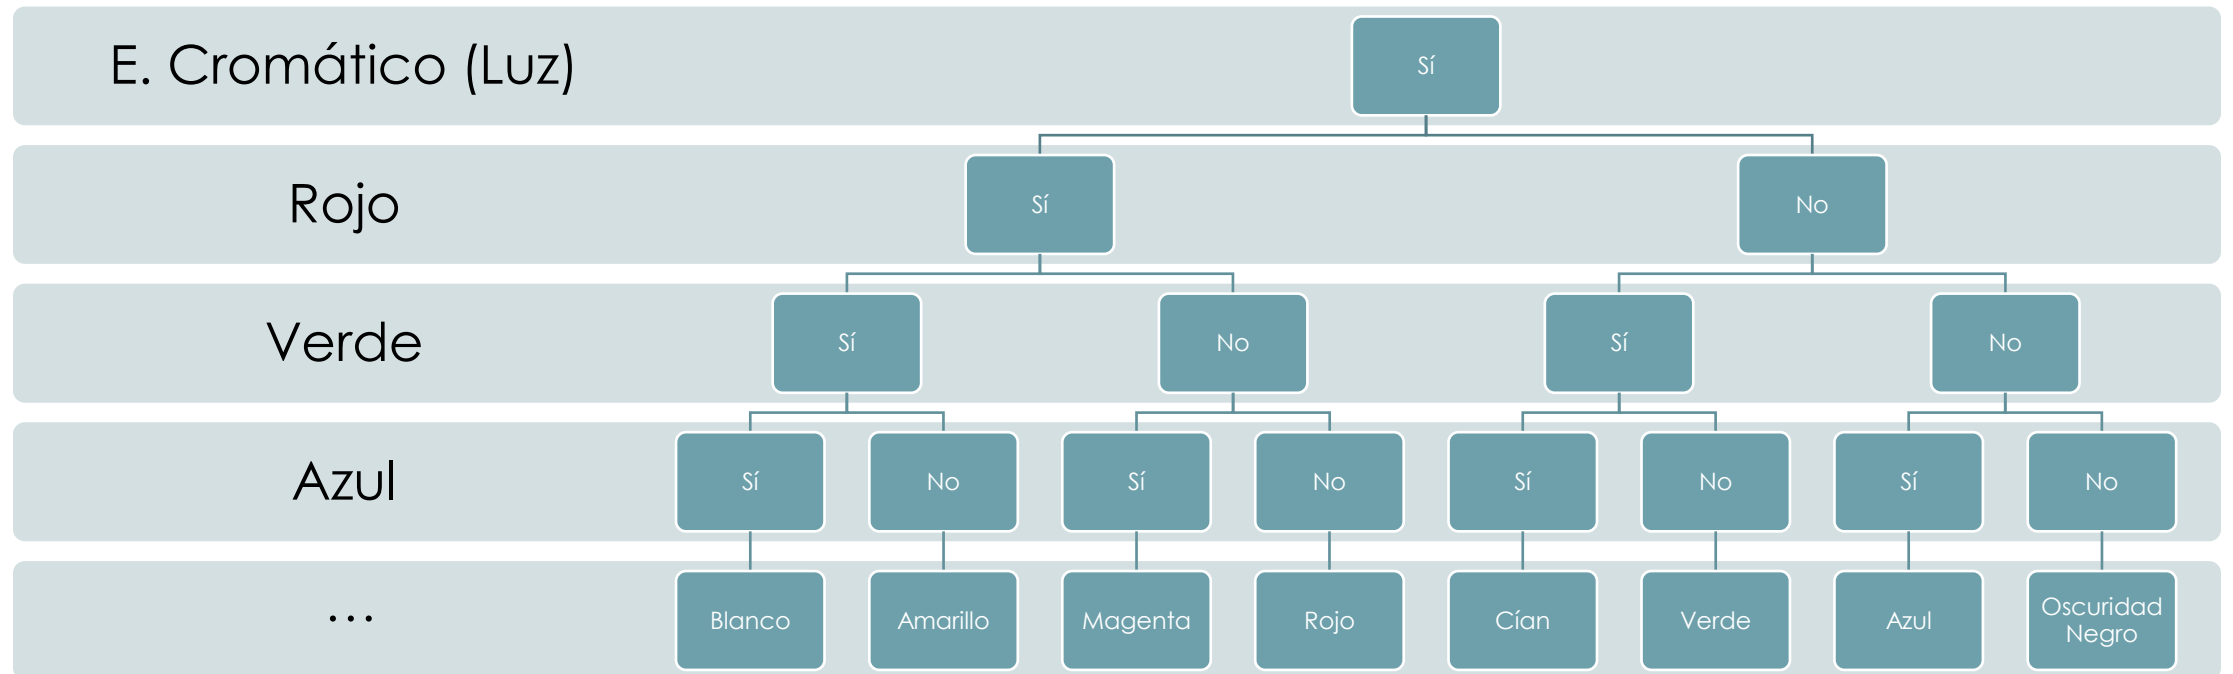 E. Cromático (Luz)
Sí
Rojo
Sí
No
Verde
Sí
No
Sí
No
Azul
Sí
No
Sí
No
Sí
No
Sí
No
...
Blanco
Amarillo
Magenta
Rojo
Cían
Verde
Azul
Oscuridad
Negro